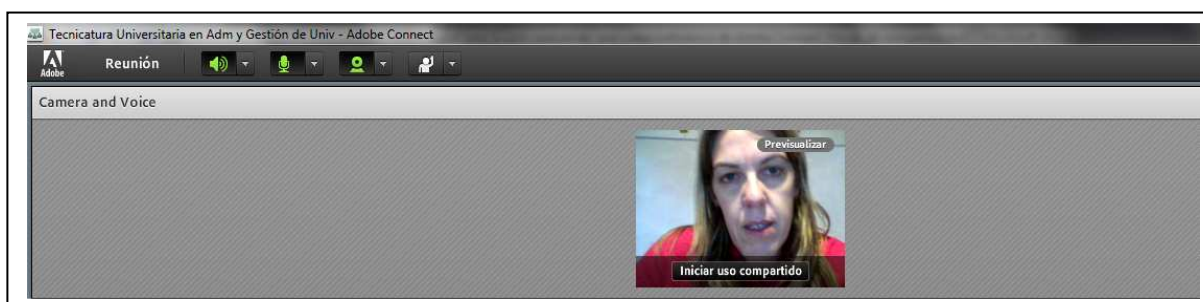 Tecnicatura Universitaria en Adm y Gestión de Univ - Adobe Connect
Adobe Reunión
Camera and Voice
Previsualizar
Iniciar uso compartido